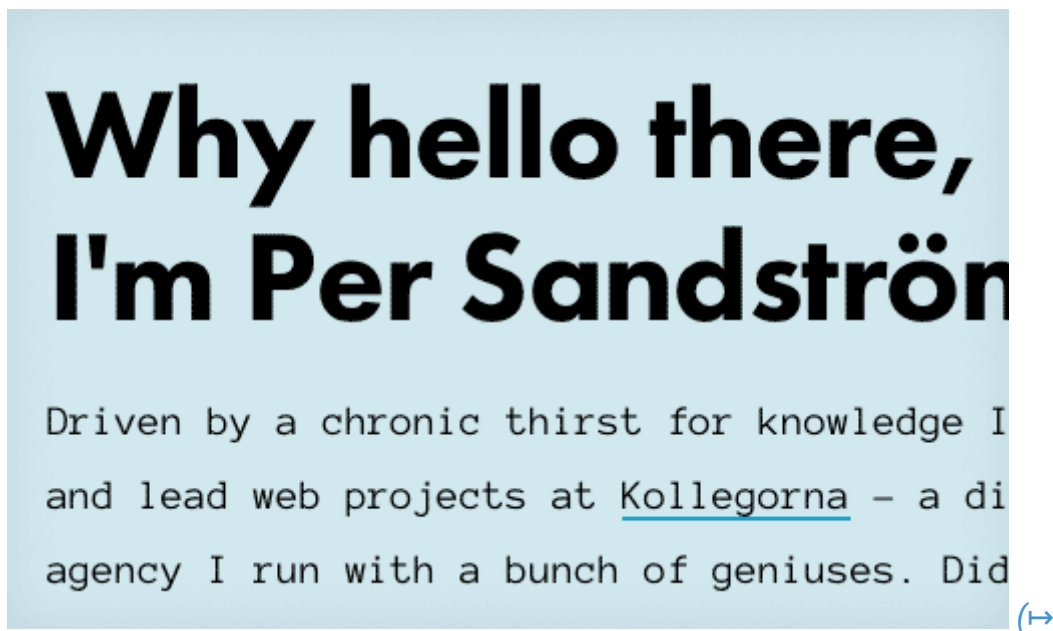 Why hello there,
I'm Per Sandström
Driven by a chronic thirst for knowledge I
and lead web projects at Kollegorna – a di
agency I run with a bunch of geniuses. Did
(↦